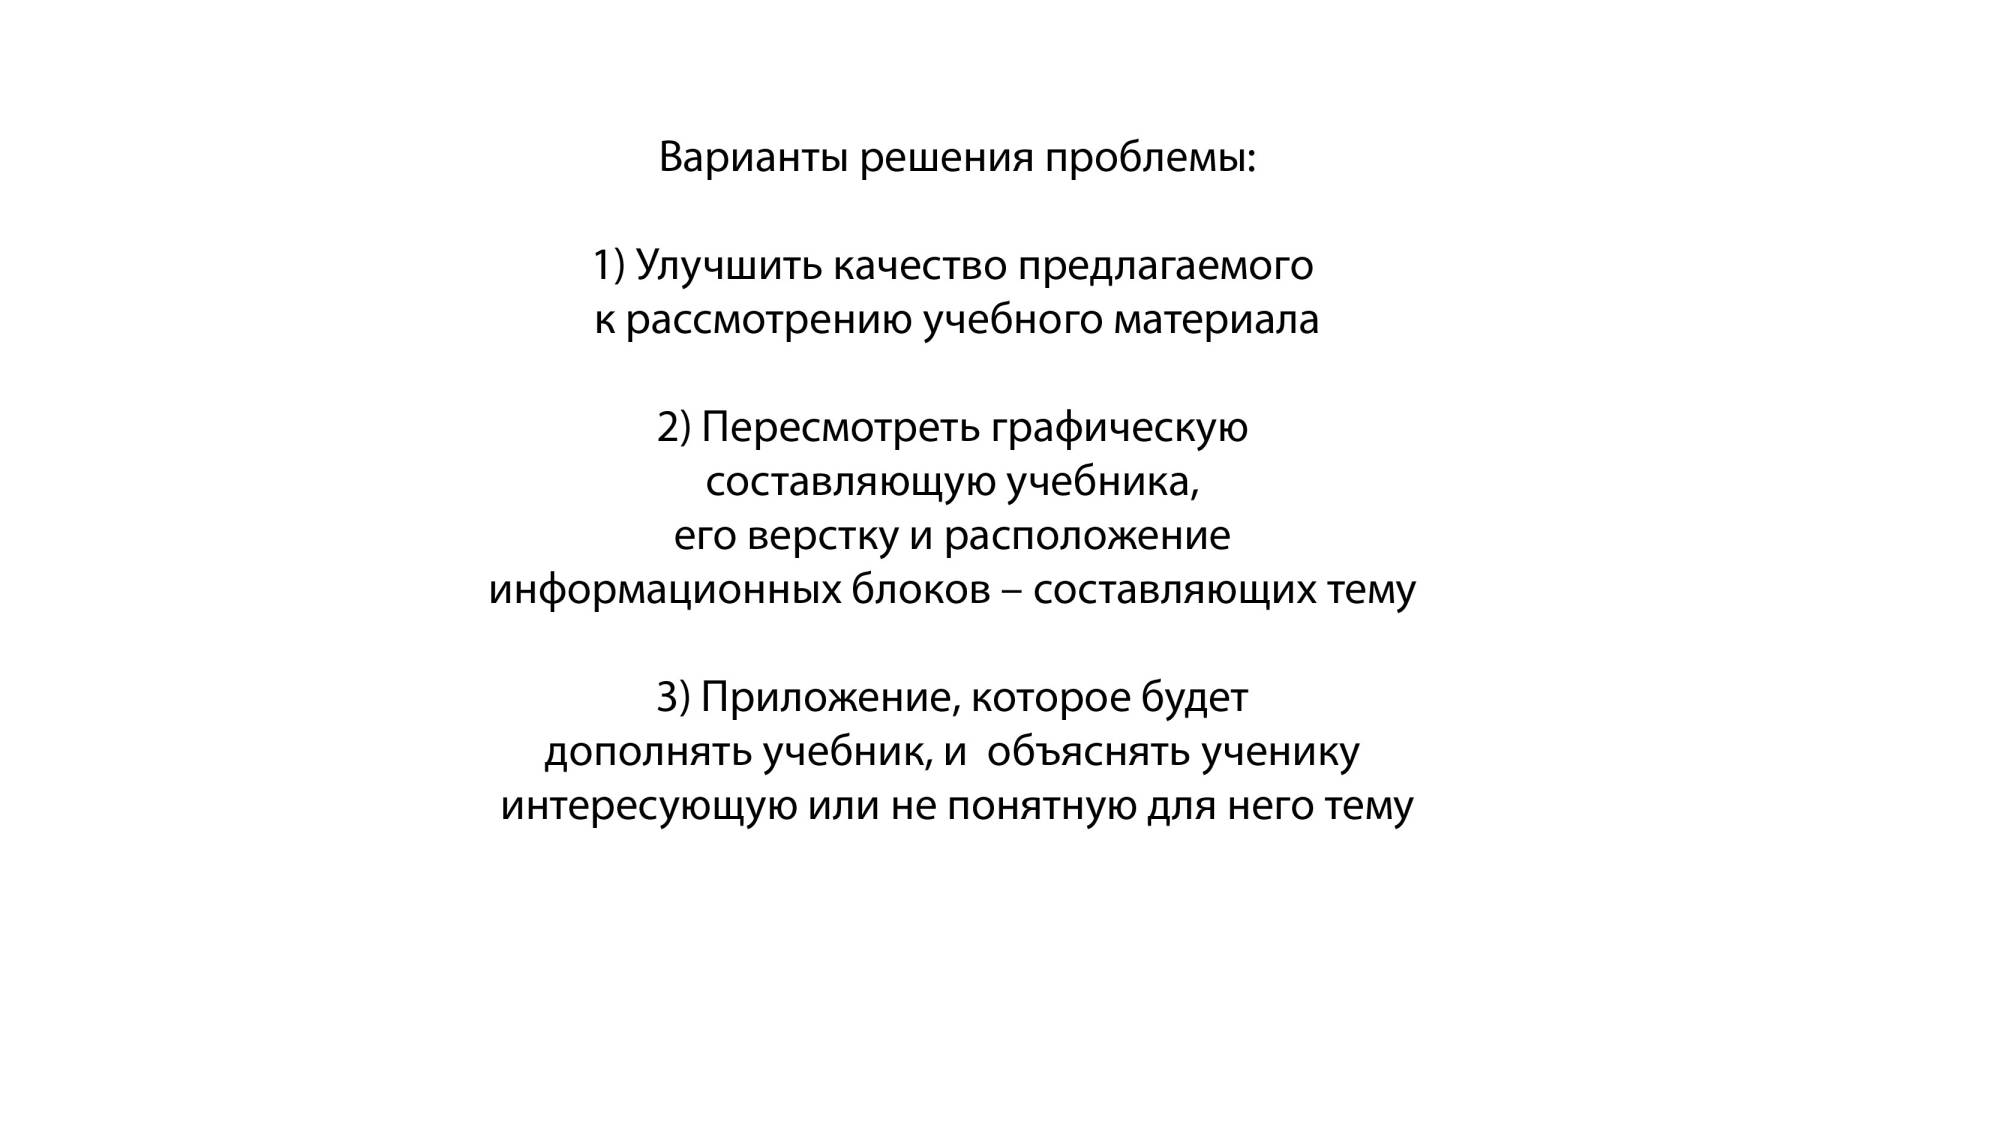 Варианты решения проблемы:
1) Улучшить качество предлагаемого
к рассмотрению учебного материала
2) Пересмотреть графическую
составляющую учебника,
его верстку и расположение
информационных блоков – составляющих тему
3) Приложение, которое будет
дополнять учебник, и  объяснять ученику
интересующую или не понятную для него тему